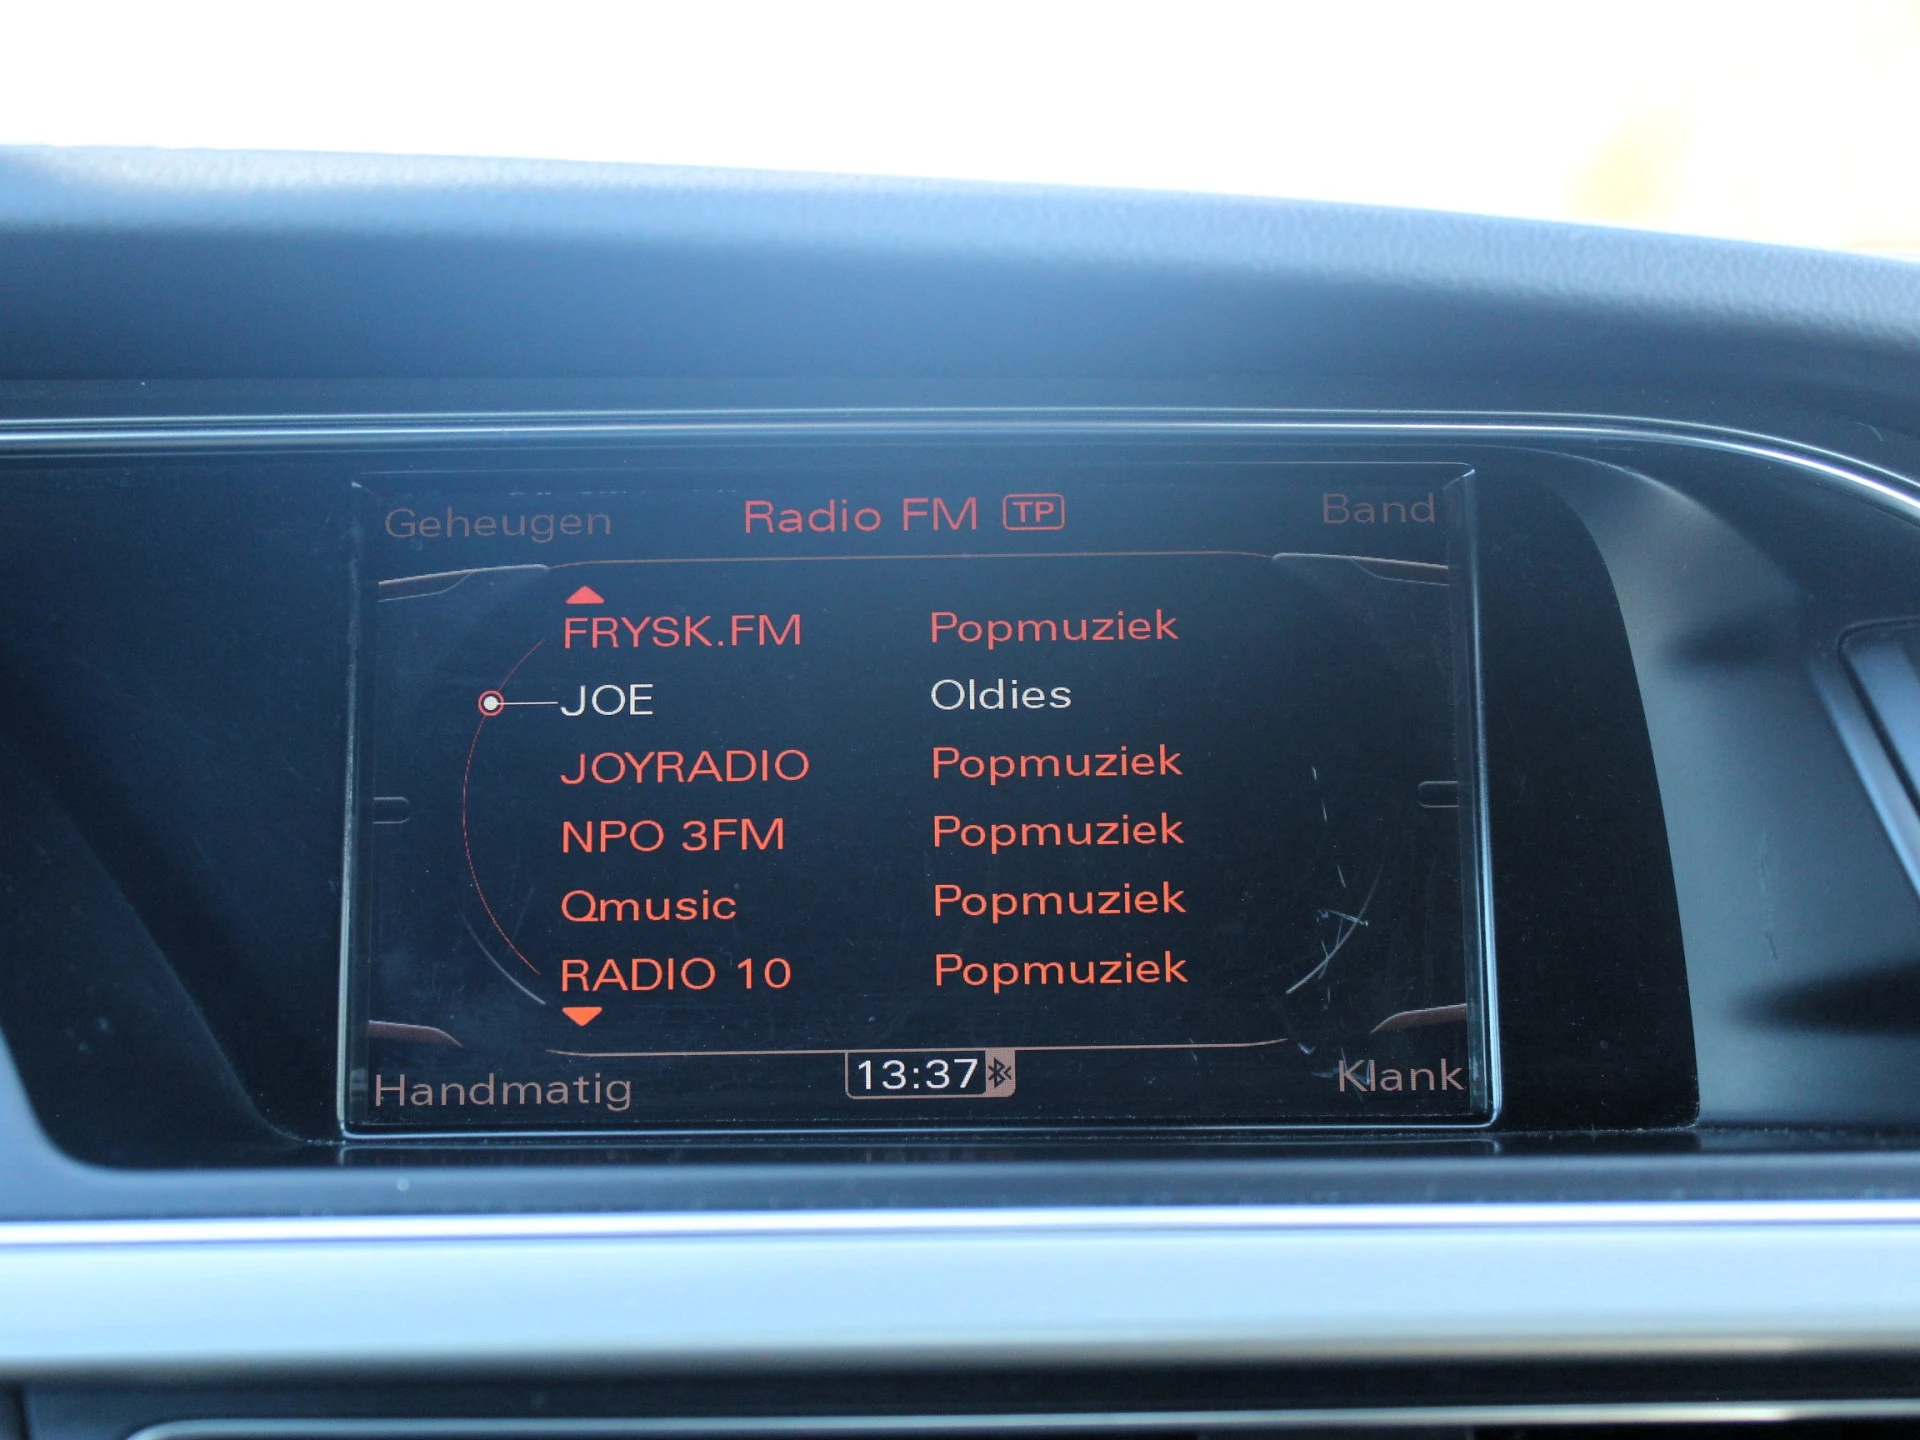 Geheugen Radio FM TP Band
FRYSK.FM Popmuziek
JOE Oldies
JOYRADIO Popmuziek
NPO 3FM Popmuziek
Qmusic Popmuziek
RADIO 10 Popmuziek
Handmatig 13:37 Klank